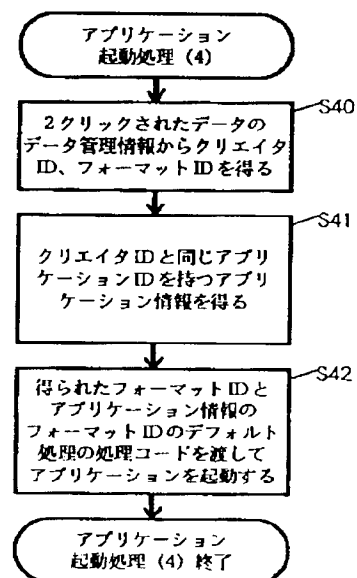 アプリケーション
起動処理（4）
S40
2クリックされたデータの
データ管理情報からクリエイタ
ID、フォーマットIDを得る
S41
クリエイタIDと同じアプリ
ケーションIDを持つアプリ
ケーション情報を得る
S42
得られたフォーマットIDと
アプリケーション情報の
フォーマットIDのデフォルト
処理の処理コードを渡して
アプリケーションを起動する
アプリケーション
起動処理（4）終了